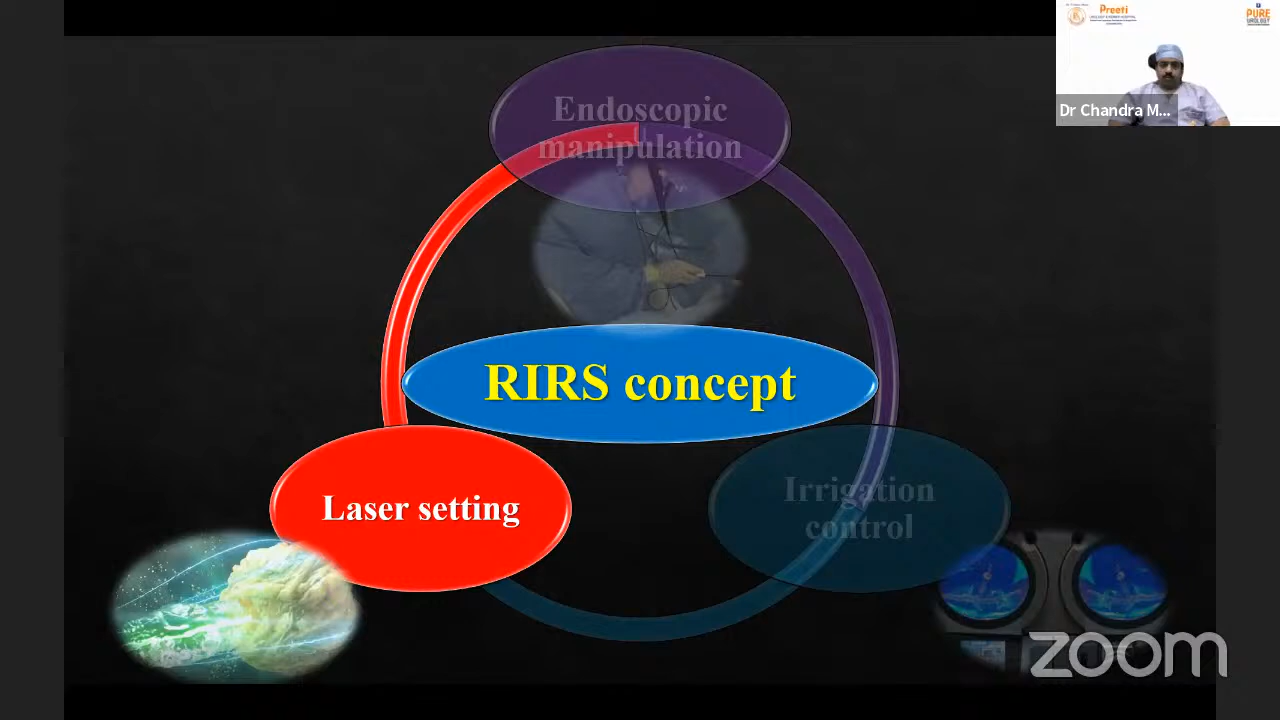 Endoscopic
manipulation
RIRS concept
Laser setting
Irrigation
control
Preeti
PURE
UROLOGY
Dr Chandra M...
zoom